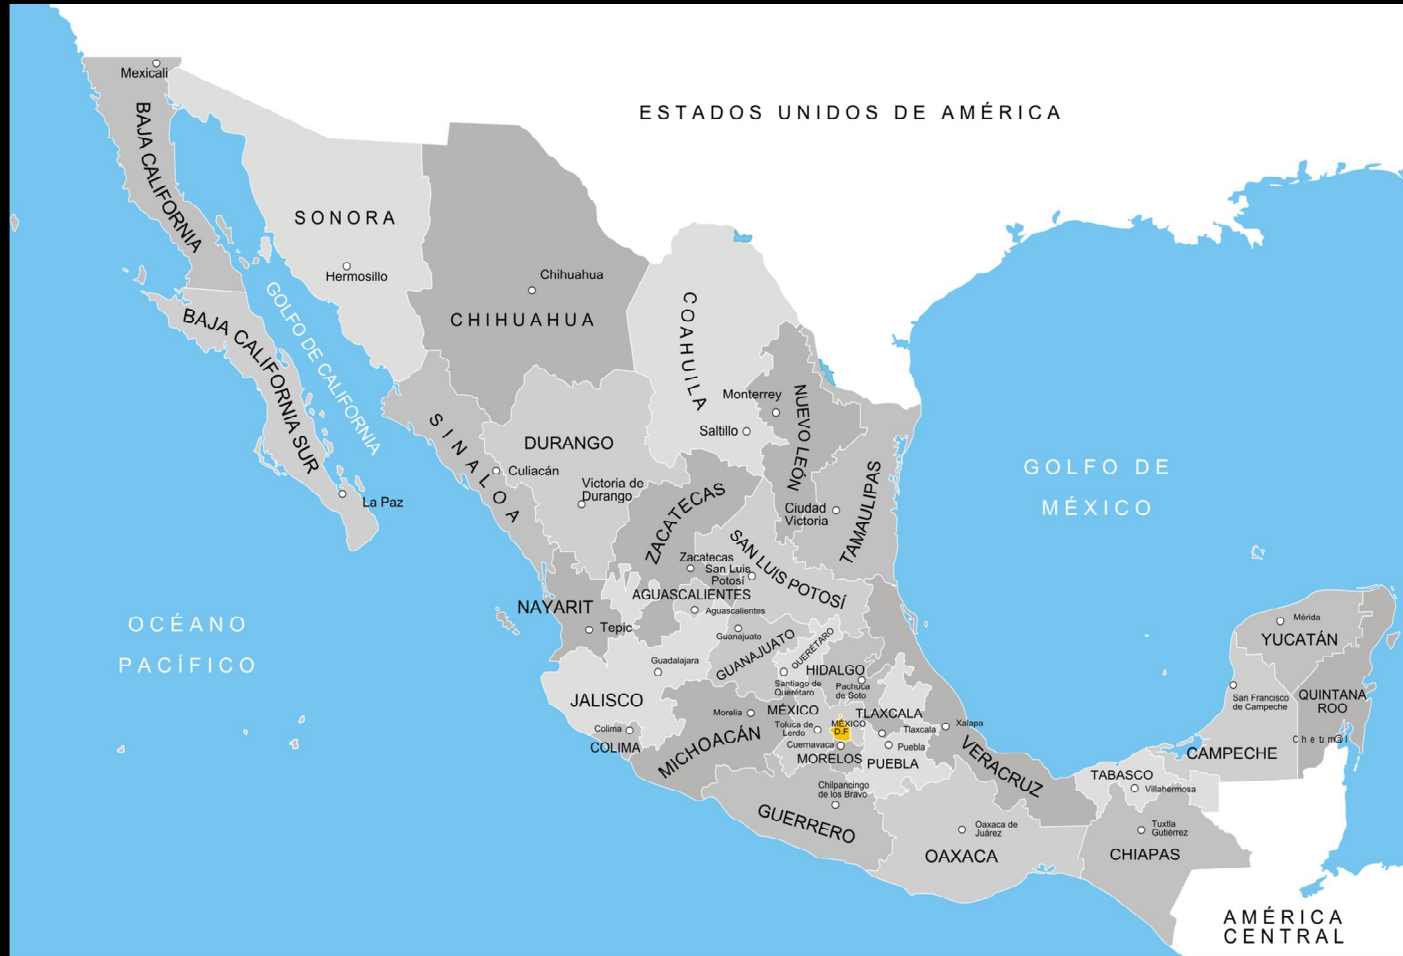 Mexicali
BAJA CALIFORNIA
ESTADOS UNIDOS DE AMÉRICA
SONORA
Hermosillo
Chihuahua
CHIHUAHUA
GOLFO DE CALIFORNIA
BAJA CALIFORNIA SUR
La Paz
COAHUILA
Monterrey
Saltillo
NUEVO LEÓN
SINALOA
Culiacán
DURANGO
Victoria de
Durango
ZACATECAS
Zacatecas
Ciudad
Victoria
TAMAULIPAS
GOLFO DE
MÉXICO
SAN LUIS POTOSÍ
San Luis
Potosí
AGUASCALIENTES
Aguascalientes
NAYARIT
Tepic
OCÉANO
PACÍFICO
Guanajuato
GUANAJUATO
QUERÉTARO
Santiago de
Querétaro
HIDALGO
Pachuca
de Soto
Guadalajara
JALISCO
Colima
COLIMA
Morelia
MICHOACÁN
MÉXICO
Toluca de
Lerdo
MÉXICO
D.F
TLAXCALA
Tlaxcala
Xalapa
Cuernavaca
MORELOS
Puebla
PUEBLA
VERACRUZ
Chilpancingo
de los Bravo
GUERRERO
Oaxaca de
Juárez
OAXACA
TABASCO
Villahermosa
Tuxtla
Gutiérrez
CHIAPAS
Mérida
YUCATÁN
San Francisco
de Campeche
CAMPECHE
QUINTANA
ROO
Chetumal
AMÉRICA
CENTRAL